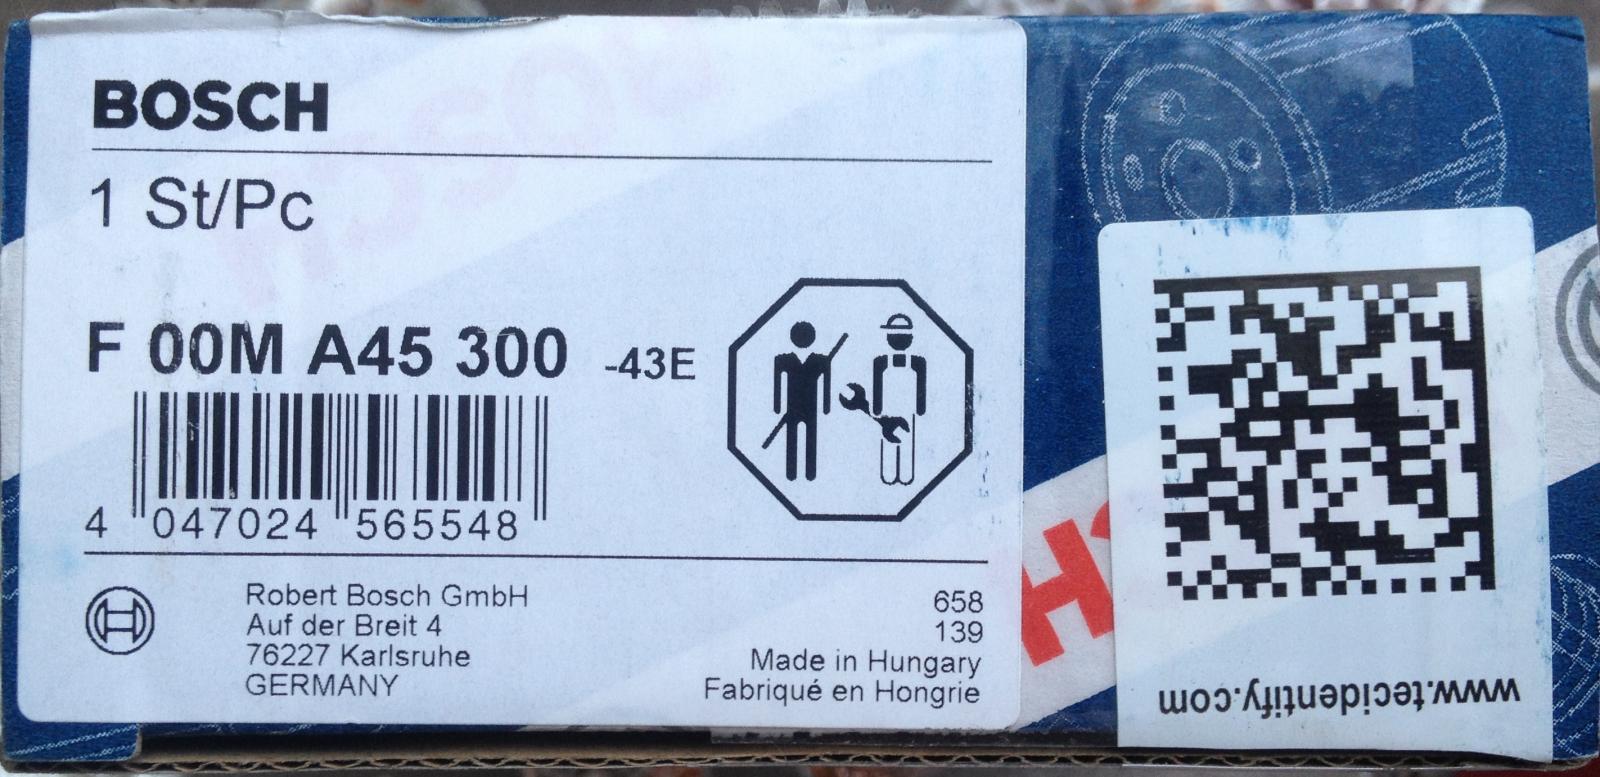 BOSCH
1 St/Pc
F 00M A45 300 -43E
4 047024 565548
Robert Bosch GmbH
Auf der Breit 4
76227 Karlsruhe
GERMANY
658
139
Made in Hungary
Fabriqué en Hongrie
www.tecidentify.com